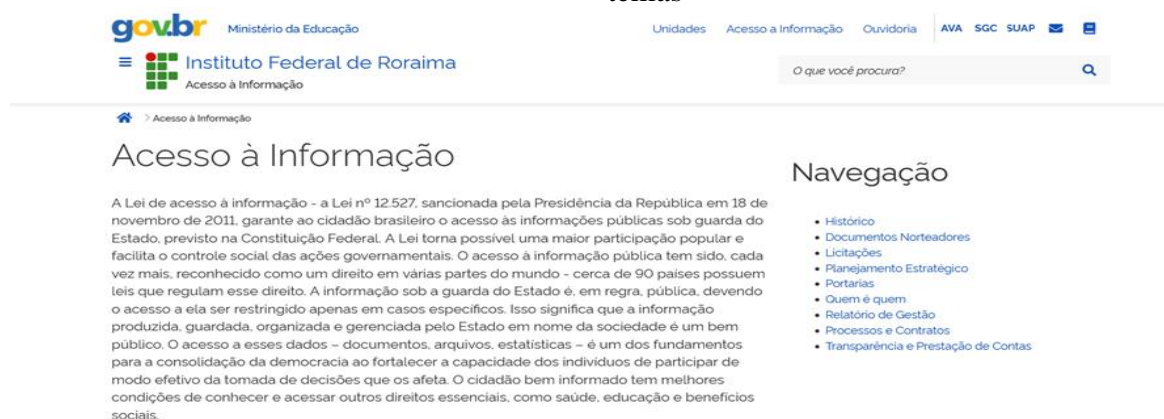 gov.br Ministério da Educação Unidades Acesso a Informação Ouvidoria AVA SGC SUAP
Instituto Federal de Roraima
Acesso à Informação
O que você procura?
> Acesso à Informação
Acesso à Informação
A Lei de acesso à informação - a Lei nº 12.527, sancionada pela Presidência da República em 18 de
novembro de 2011, garante ao cidadão brasileiro o acesso às informações públicas sob guarda do
Estado, previsto na Constituição Federal. A Lei torna possível uma maior participação popular e
facilita o controle social das ações governamentais. O acesso à informação pública tem sido, cada
vez mais, reconhecido como um direito em várias partes do mundo - cerca de 90 países possuem
leis que regulam esse direito. A informação sob a guarda do Estado é, em regra, pública, devendo
o acesso a ela ser restringido apenas em casos específicos. Isso significa que a informação
produzida, guardada, organizada e gerenciada pelo Estado em nome da sociedade é um bem
público. O acesso a esses dados – documentos, arquivos, estatísticas – é um dos fundamentos
para a consolidação da democracia ao fortalecer a capacidade dos indivíduos de participar de
modo efetivo da tomada de decisões que os afeta. O cidadão bem informado tem melhores
condições de conhecer e acessar outros direitos essenciais, como saúde, educação e benefícios
sociais.
Navegação
• Histórico
• Documentos Norteadores
• Licitações
• Planejamento Estratégico
• Portarias
• Quem é quem
• Relatório de Gestão
• Processos e Contratos
• Transparência e Prestação de Contas